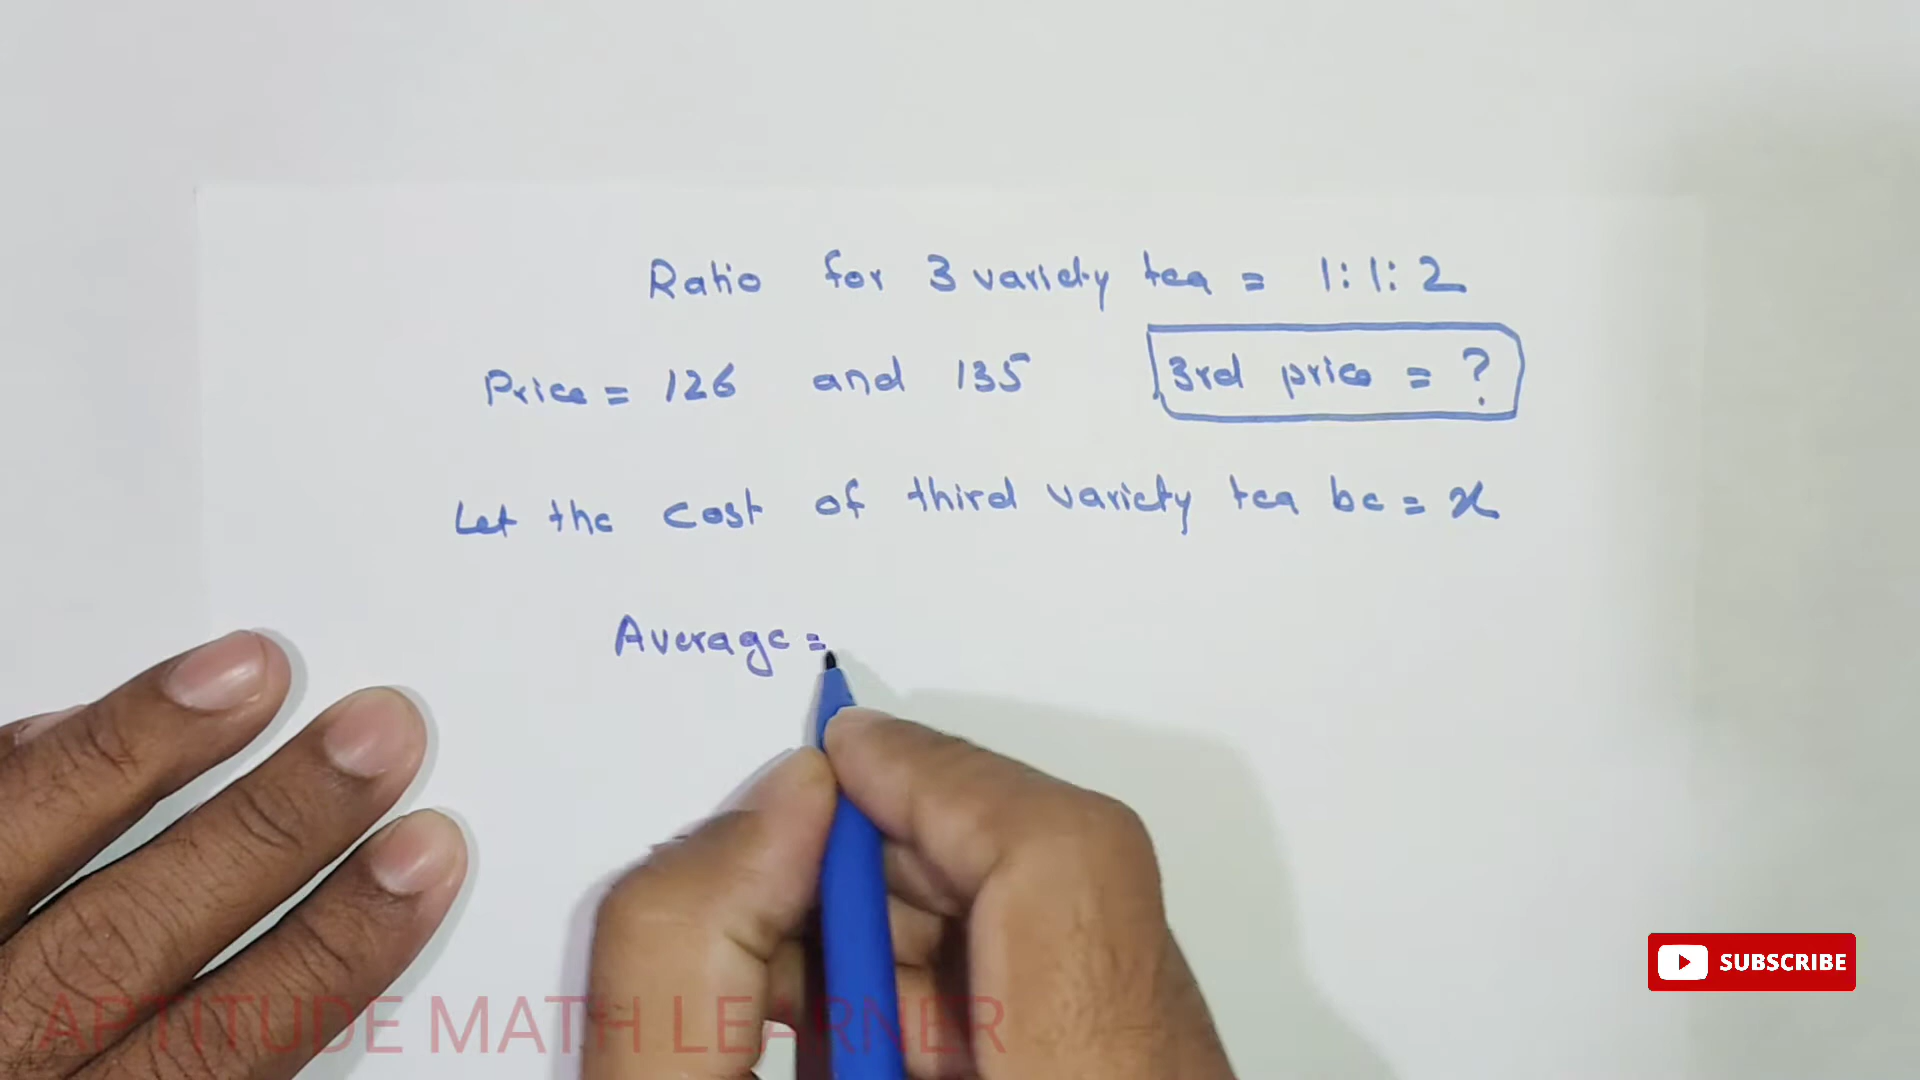 Ratio for 3 variety tea = 1:1:2
Price = 126 and 135 3rd price = ?
Let the cost of third variety tea be = x
Average =
SUBSCRIBE
APTITUDE MATH LEARNER